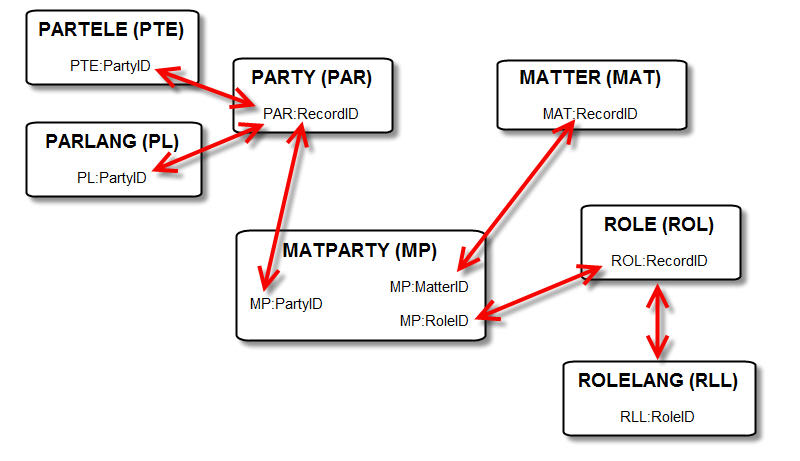 PARTELE (PTE)
PTE:PartyID
PARTY (PAR)
PAR:RecordID
MATTER (MAT)
MAT:RecordID
PARLANG (PL)
PL:PartyID
MATPARTY (MP)
MP:MatterID
MP:PartyID
MP:RoleID
ROLE (ROL)
ROL:RecordID
ROLELANG (RLL)
RLL:RoleID